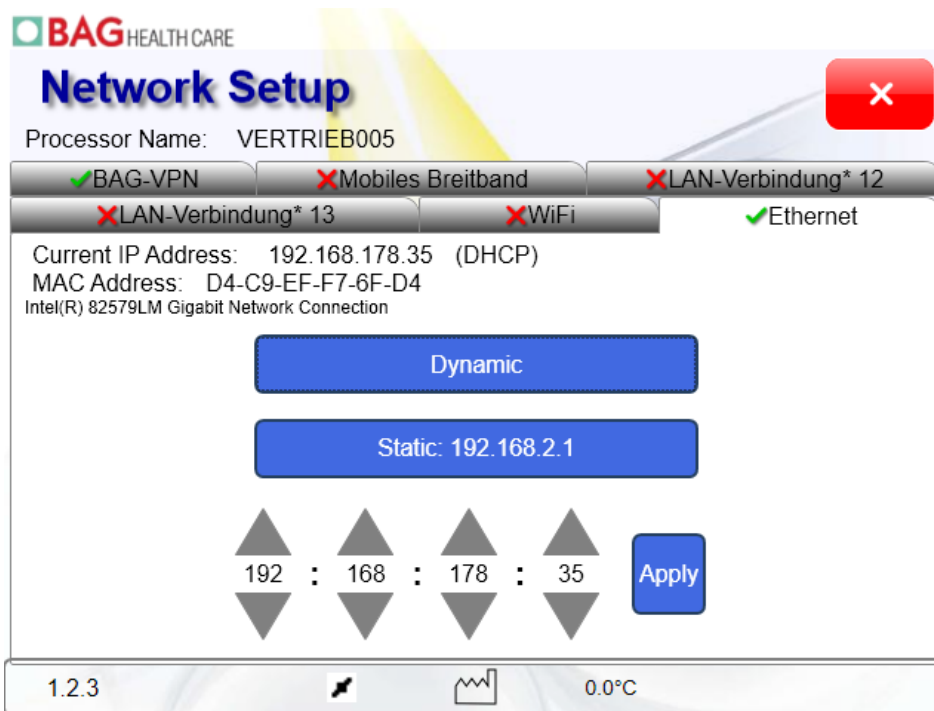 BAG HEALTH CARE
Network Setup
Processor Name: VERTRIEB005
BAG-VPN Mobiles Breitband LAN-Verbindung* 12
LAN-Verbindung* 13 WiFi Ethernet
Current IP Address: 192.168.178.35 (DHCP)
MAC Address: D4-C9-EF-F7-6F-D4
Intel(R) 82579LM Gigabit Network Connection
Dynamic
Static: 192.168.2.1
192 : 168 : 178 : 35 Apply
1.2.3 0.0°C